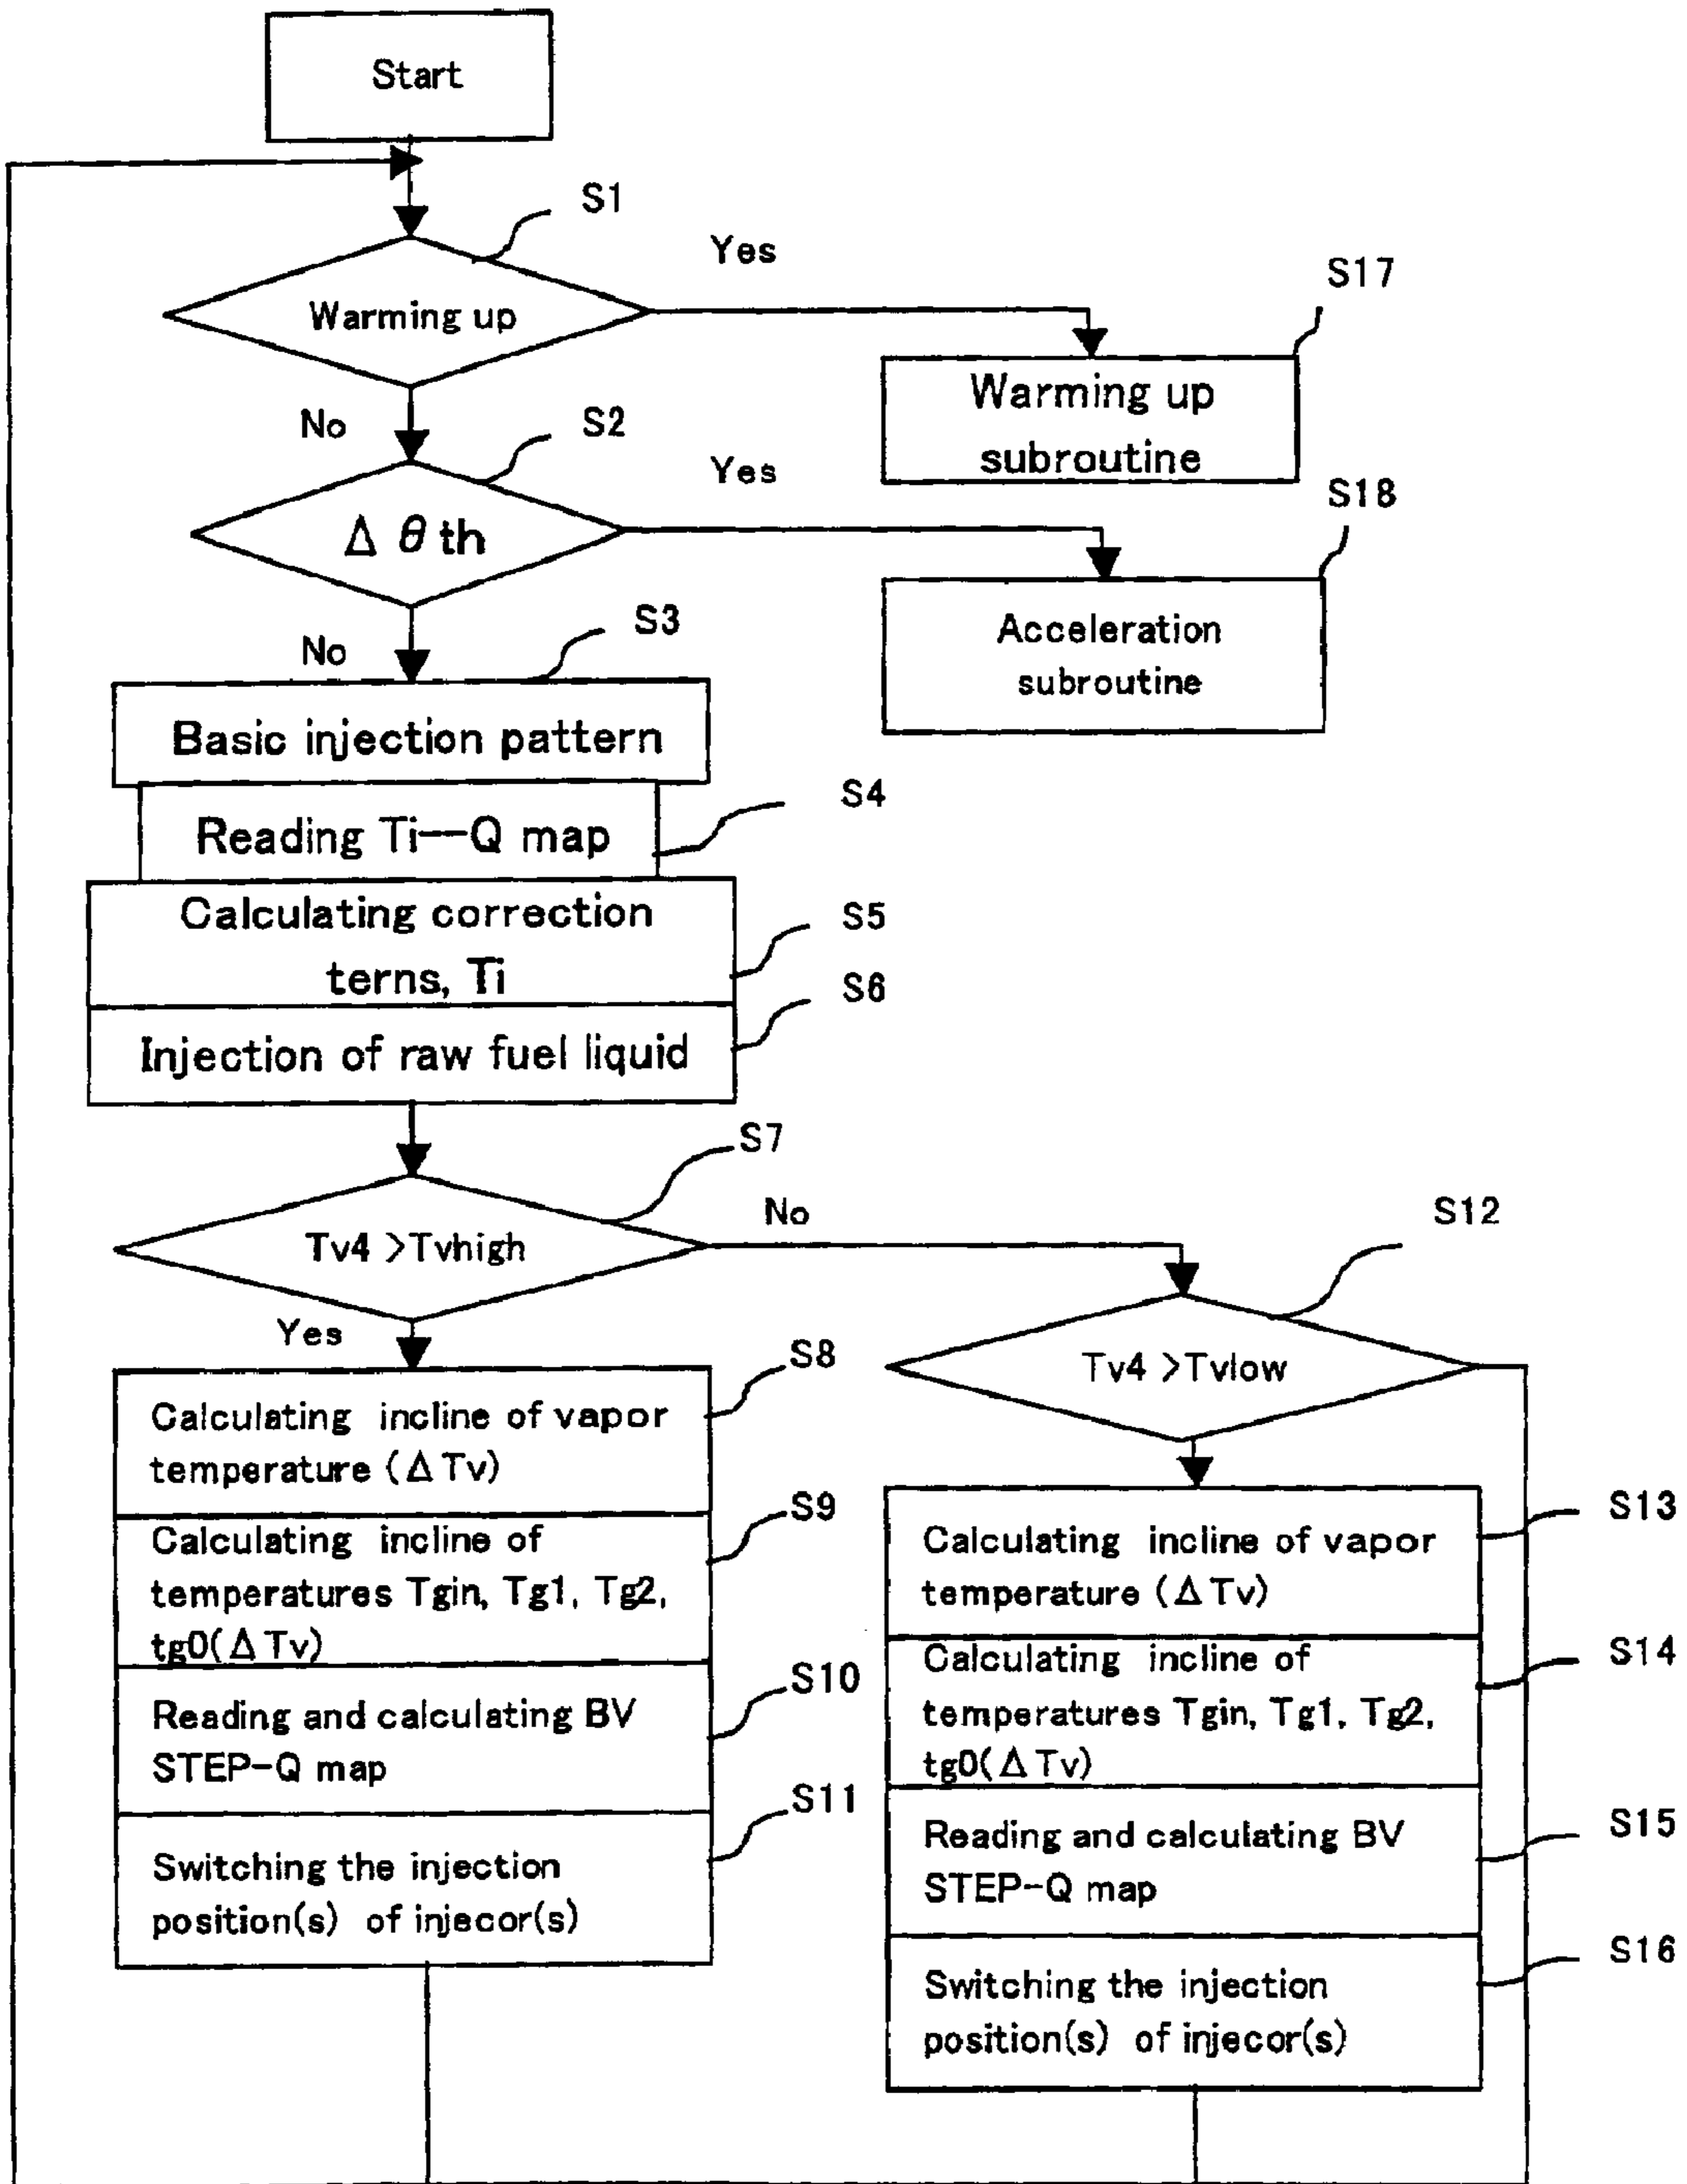 Start
S1
Yes
S17
Warming up
Warming up
subroutine
No
S2
Yes
S18
Δ θ th
Acceleration
subroutine
No
S3
Basic injection pattern
S4
Reading Ti—Q map
Calculating correction
terns, Ti
S5
S6
Injection of raw fuel liquid
S7
No
S12
Tv4 >Tvhigh
Yes
Tv4 >Tvlow
S8
Calculating incline of vapor
temperature (Δ Tv)
S9
Calculating incline of
temperatures Tgin, Tg1, Tg2,
tg0(Δ Tv)
S10
Reading and calculating BV
STEP-Q map
S11
Switching the injection
position(s) of injecor(s)
S13
Calculating incline of vapor
temperature (Δ Tv)
S14
Calculating incline of
temperatures Tgin, Tg1, Tg2,
tg0(Δ Tv)
S15
Reading and calculating BV
STEP-Q map
S16
Switching the injection
position(s) of injecor(s)